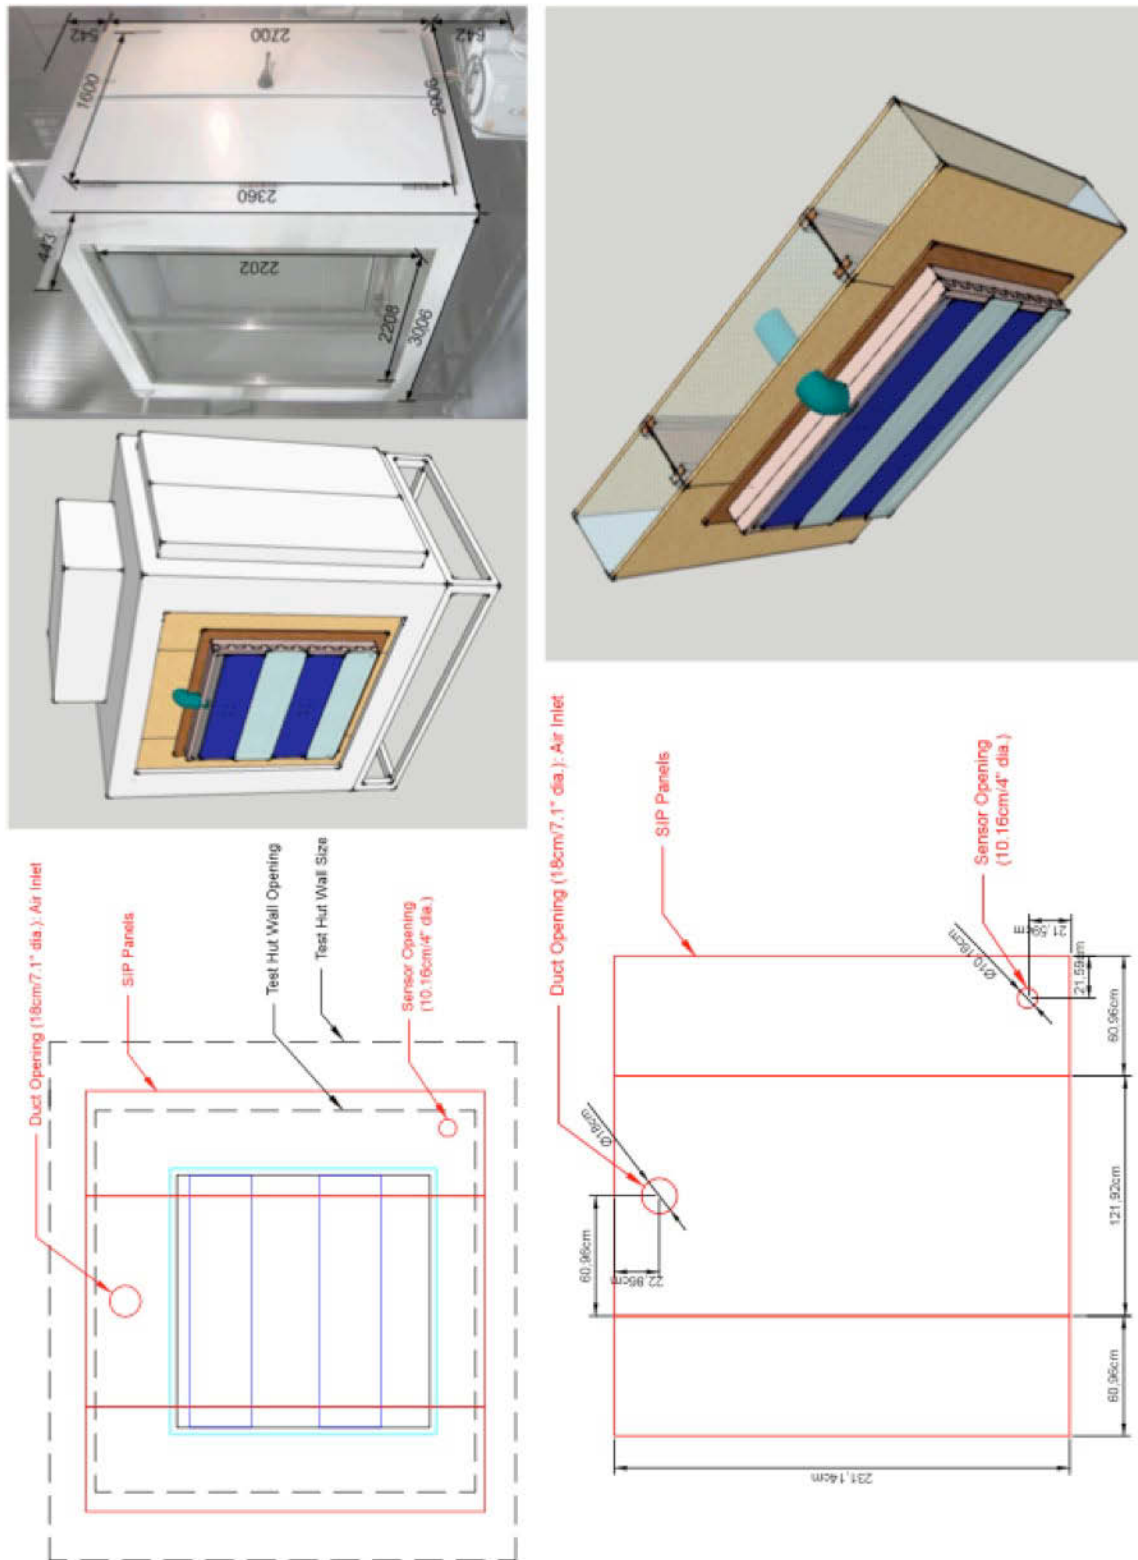 542
2700
642
1600
2006
2360
443
2202
2208
3006
Duct Opening (18cm/7.1" dia.): Air Inlet
SIP Panels
Test Hut Wall Opening
Test Hut Wall Size
Sensor Opening
(10.16cm/4" dia.)
Duct Opening (18cm/7.1" dia.): Air Inlet
SIP Panels
Sensor Opening
(10.16cm/4" dia.)
Ø18cm
60,96cm
22,86cm
Ø10,16cm
21,59cm
21,59cm
60,96cm
121,92cm
60,96cm
231,14cm